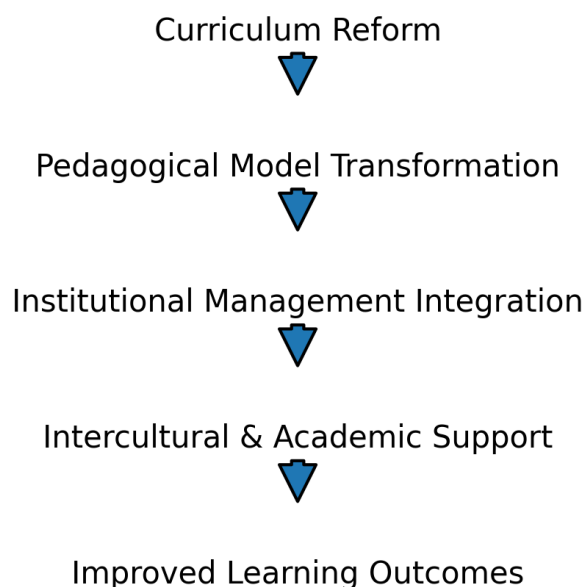 Curriculum Reform
Pedagogical Model Transformation
Institutional Management Integration
Intercultural & Academic Support
Improved Learning Outcomes